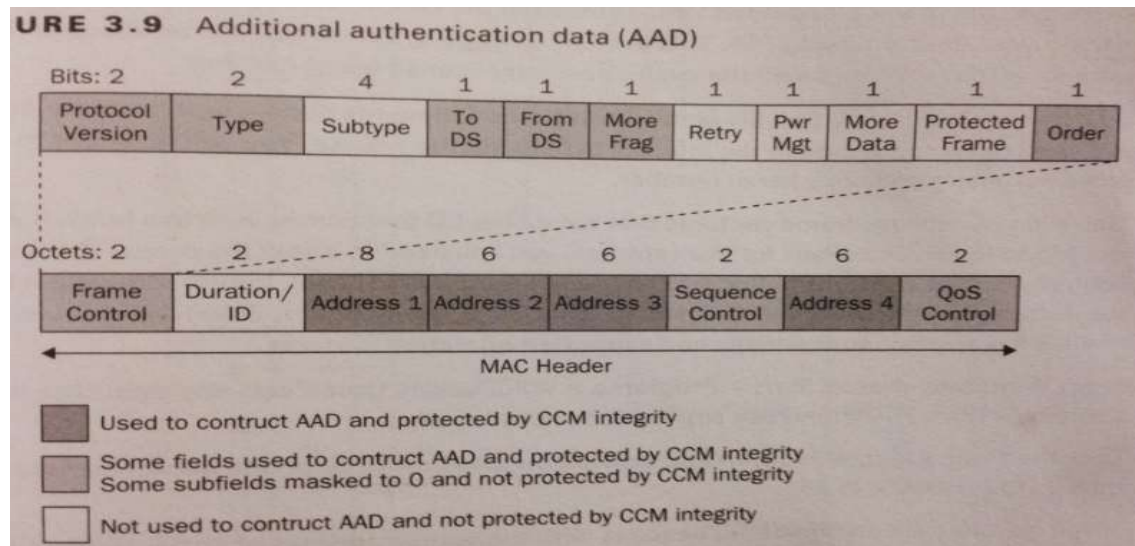 URE 3.9 Additional authentication data (AAD)
Bits: 2 2 4 1 1 1 1 1 1 1 1
Protocol Version Type Subtype To DS From DS More Frag Retry Pwr Mgt More Data Protected Frame Order
Octets: 2 2 8 6 6 2 6 2
Frame Control Duration/ ID Address 1 Address 2 Address 3 Sequence Control Address 4 QoS Control
MAC Header
Used to contruct AAD and protected by CCM integrity
Some fields used to contruct AAD and protected by CCM integrity
Some subfields masked to 0 and not protected by CCM integrity
Not used to contruct AAD and not protected by CCM integrity